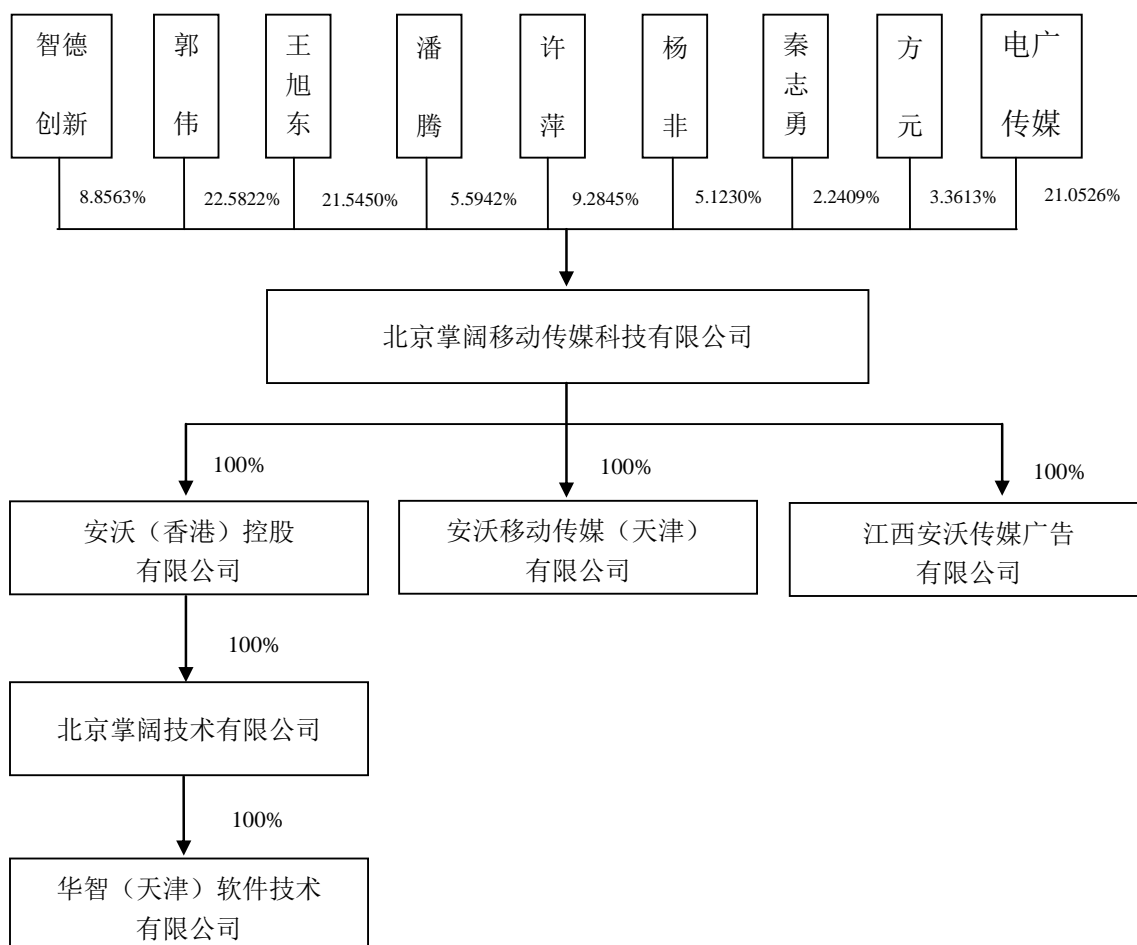 智德
创新
郭
伟
王
旭
东
潘
腾
许
萍
杨
非
秦
志
勇
方
元
电广
传媒
8.8563%
22.5822%
21.5450%
5.5942%
9.2845%
5.1230%
2.2409%
3.3613%
21.0526%
北京掌阔移动传媒科技有限公司
100%
100%
100%
安沃（香港）控股
有限公司
安沃移动传媒（天津）
有限公司
江西安沃传媒广告
有限公司
100%
北京掌阔技术有限公司
100%
华智（天津）软件技术
有限公司